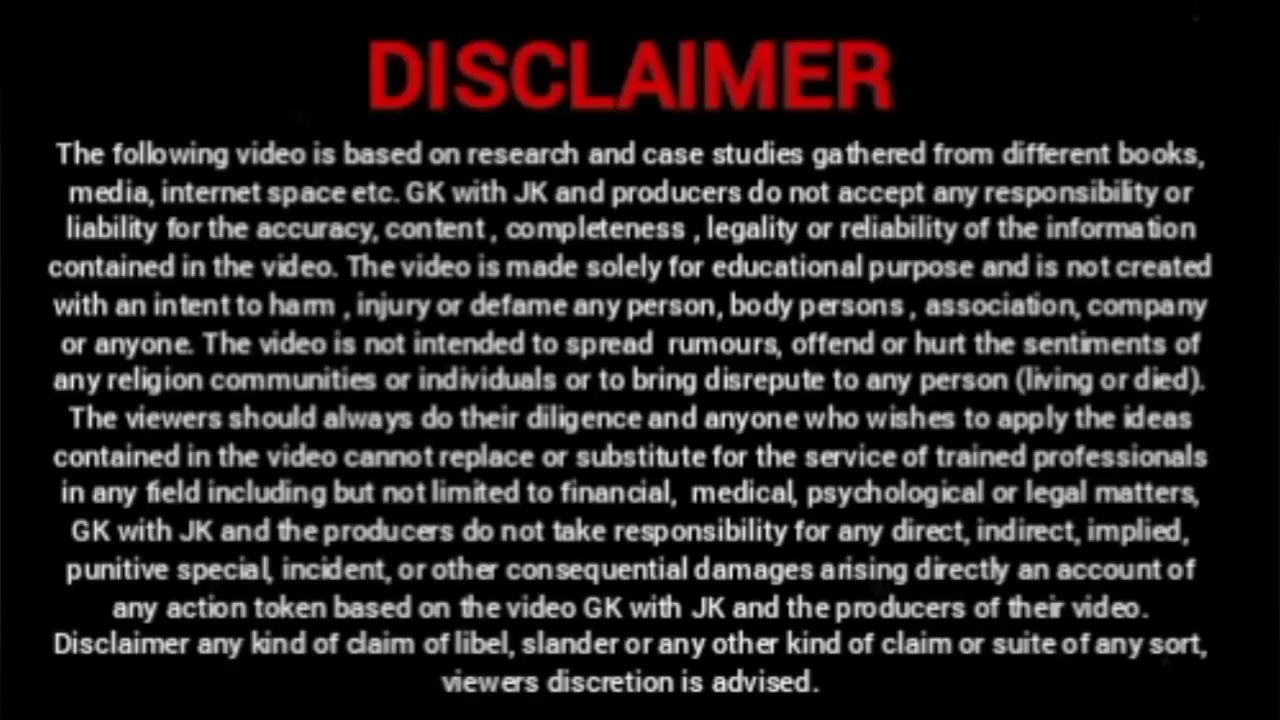 DISCLAIMER
The following video is based on research and case studies gathered from different books,
media, internet space etc. GK with JK and producers do not accept any responsibility or
liability for the accuracy, content , completeness , legality or reliability of the information
contained in the video. The video is made solely for educational purpose and is not created
with an intent to harm , injury or defame any person, body persons , association, company
or anyone. The video is not intended to spread rumours, offend or hurt the sentiments of
any religion communities or individuals or to bring disrepute to any person (living or died).
The viewers should always do their diligence and anyone who wishes to apply the ideas
contained in the video cannot replace or substitute for the service of trained professionals
in any field including but not limited to financial, medical, psychological or legal matters,
GK with JK and the producers do not take responsibility for any direct, indirect, implied,
punitive special, incident, or other consequential damages arising directly an account of
any action token based on the video GK with JK and the producers of their video.
Disclaimer any kind of claim of libel, slander or any other kind of claim or suite of any sort,
viewers discretion is advised.